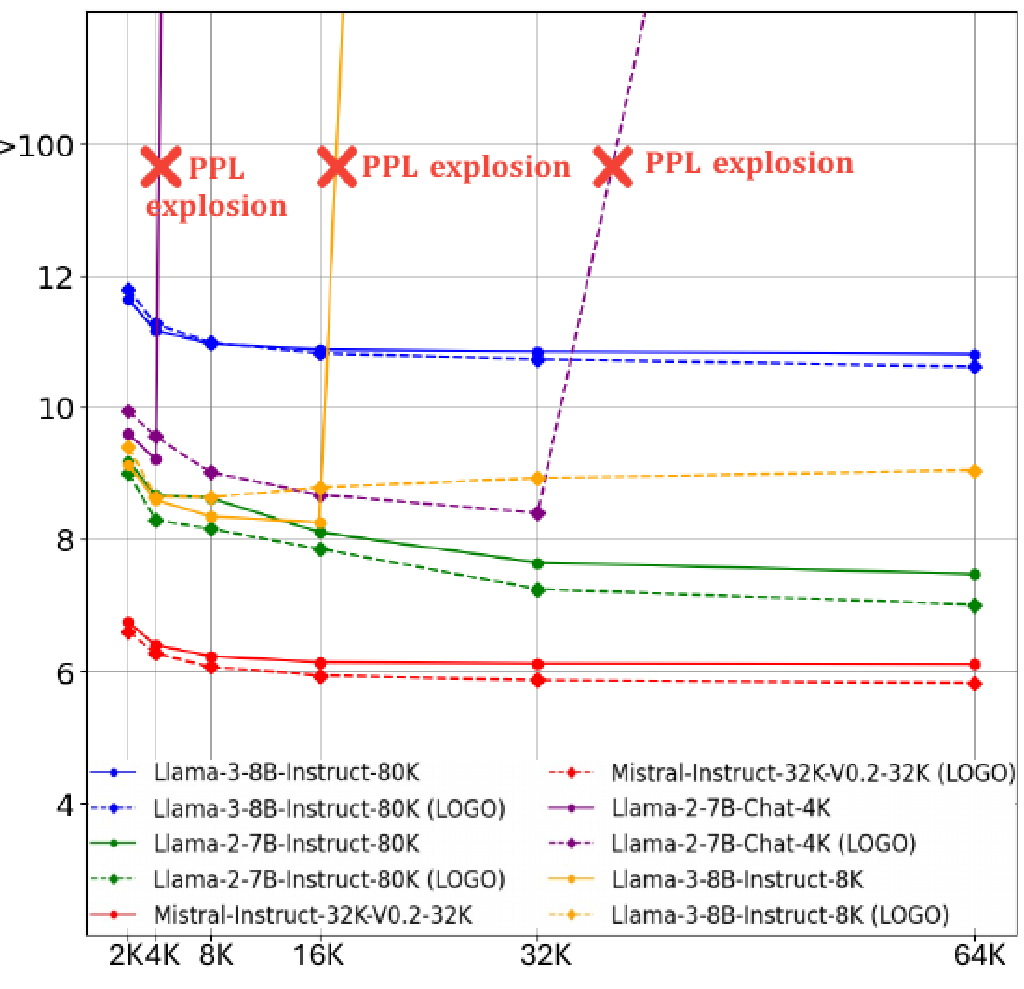 >100
PPL
explosion
PPL explosion
PPL explosion
12
10
8
6
4
Llama-3-8B-Instruct-80K
Llama-3-8B-Instruct-80K (LOGO)
Llama-2-7B-Instruct-80K
Llama-2-7B-Instruct-80K (LOGO)
Mistral-Instruct-32K-V0.2-32K
Mistral-Instruct-32K-V0.2-32K (LOGO)
Llama-2-7B-Chat-4K
Llama-2-7B-Chat-4K (LOGO)
Llama-3-8B-Instruct-8K
Llama-3-8B-Instruct-8K (LOGO)
2K 4K 8K 16K 32K 64K